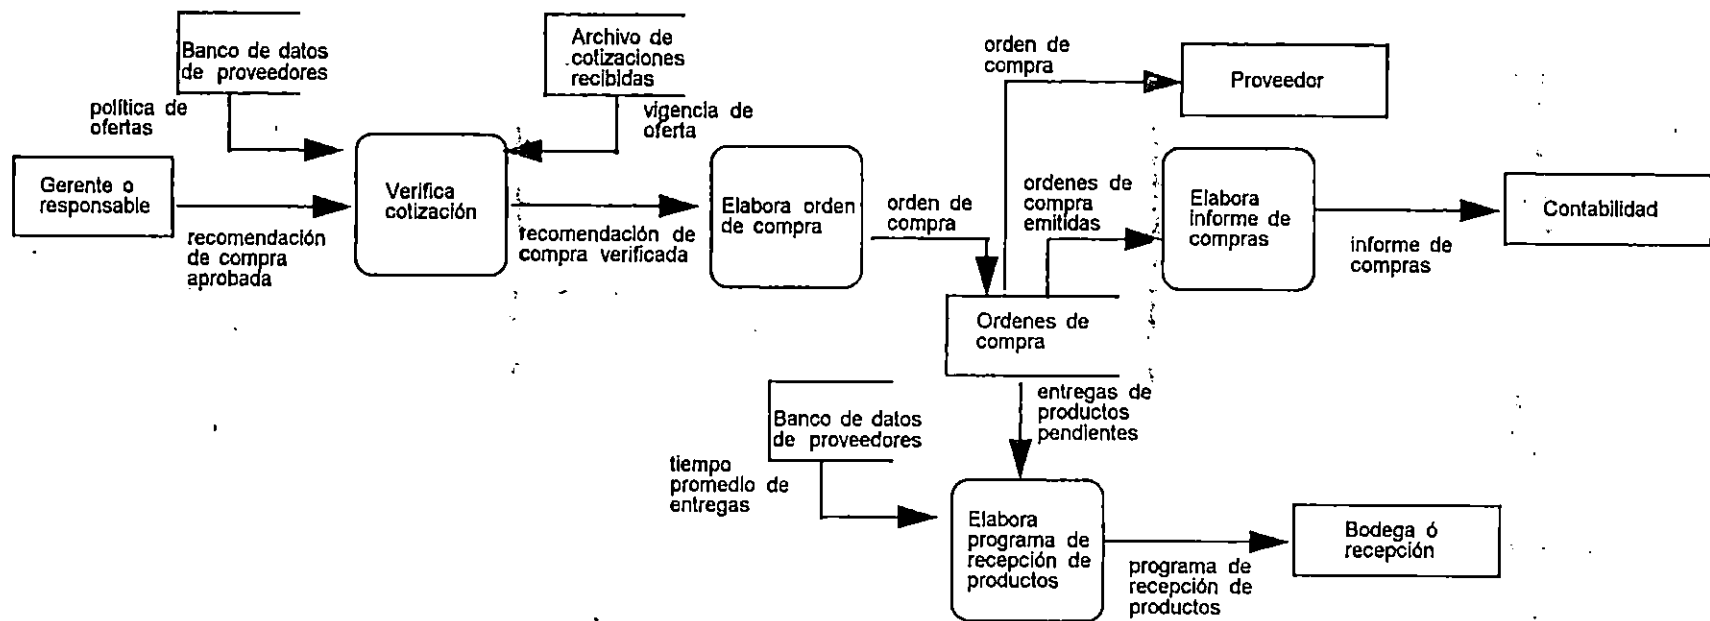 Banco de datos
de proveedores
Archivo de
cotizaciones
recibidas
orden de
compra
Proveedor
política de
ofertas
vigencia de
oferta
Gerente o
responsable
Verifica
cotización
Elabora orden
de compra
orden de
compra
ordenes de
compra
emitidas
Elabora
informe de
compras
Contabilidad
recomendación
de compra
aprobada
recomendación de
compra verificada
informe de
compras
Ordenes de
compra
Banco de datos
de proveedores
entregas de
productos
pendientes
tiempo
promedio de
entregas
Elabora
programa de
recepción de
productos
programa de
recepción de
productos
Bodega ó
recepción